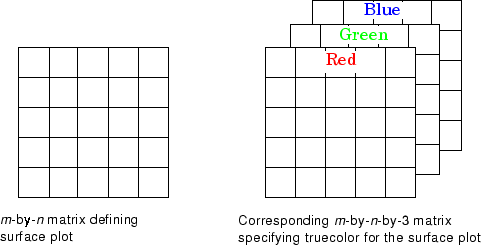 Blue
Green
Red
m-by-n matrix defining
surface plot
Corresponding m-by-n-by-3 matrix
specifying truecolor for the surface plot